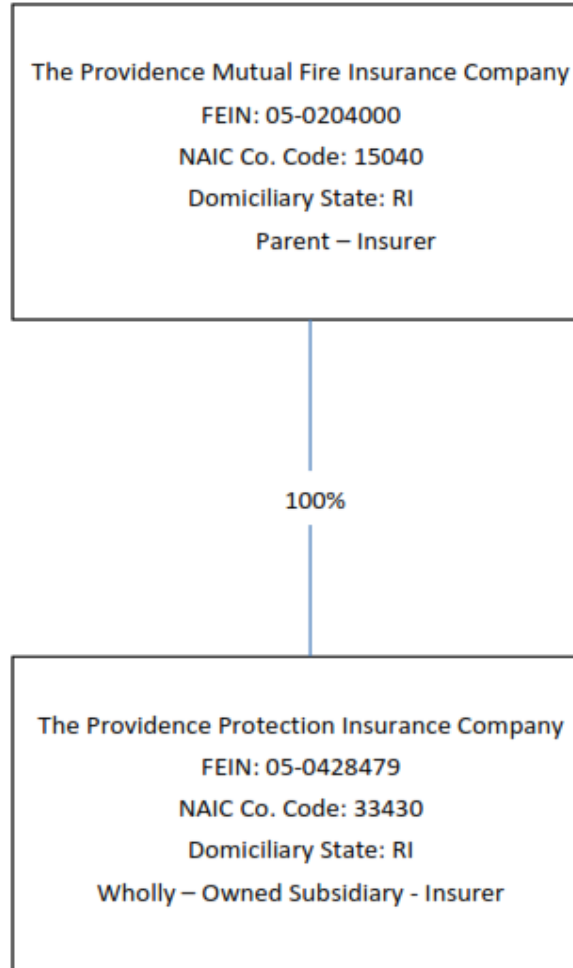 The Providence Mutual Fire Insurance Company
FEIN: 05-0204000
NAIC Co. Code: 15040
Domiciliary State: RI
Parent – Insurer
100%
The Providence Protection Insurance Company
FEIN: 05-0428479
NAIC Co. Code: 33430
Domiciliary State: RI
Wholly – Owned Subsidiary - Insurer